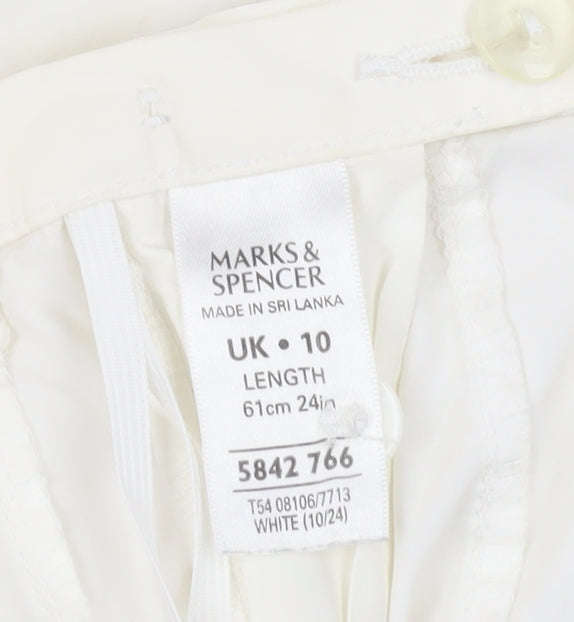 MARKS &
SPENCER
MADE IN SRI LANKA
UK • 10
LENGTH
61cm 24in
5842 766
T54 08106/7713
WHITE (10/24)